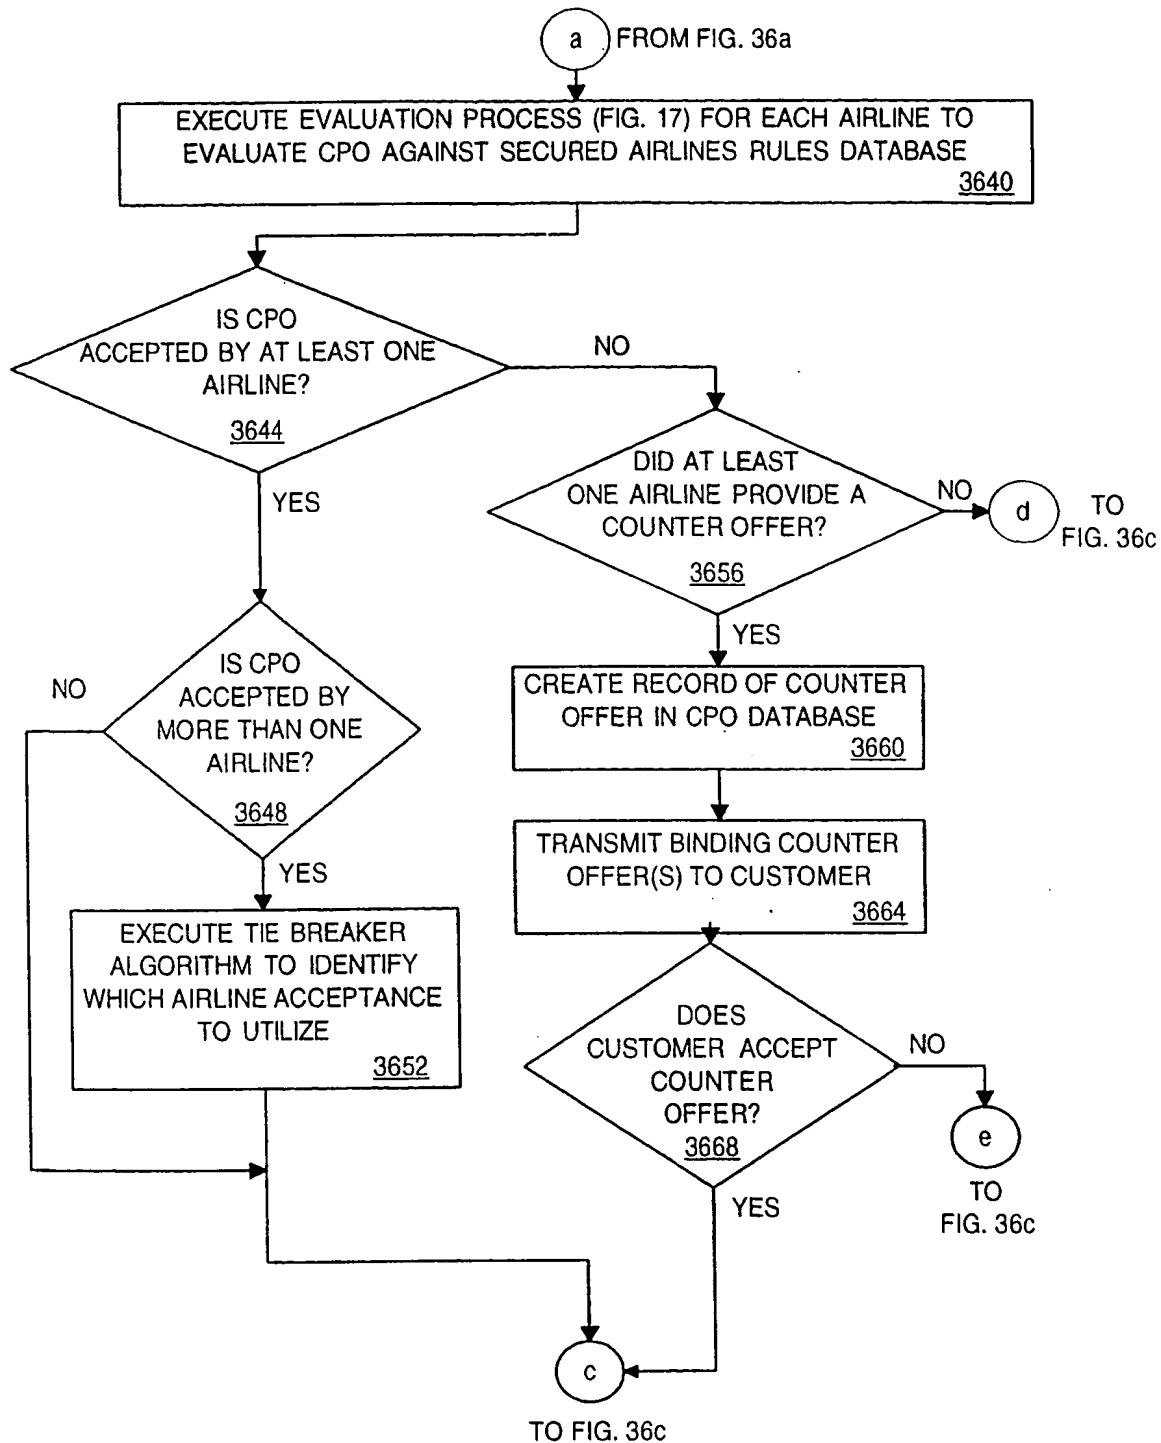 a FROM FIG. 36a
EXECUTE EVALUATION PROCESS (FIG. 17) FOR EACH AIRLINE TO
EVALUATE CPO AGAINST SECURED AIRLINES RULES DATABASE
3640
IS CPO
ACCEPTED BY AT LEAST ONE
AIRLINE?
3644
NO
YES
DID AT LEAST
ONE AIRLINE PROVIDE A
COUNTER OFFER?
3656
NO
d
TO
FIG. 36c
YES
IS CPO
ACCEPTED BY
MORE THAN ONE
AIRLINE?
3648
NO
YES
CREATE RECORD OF COUNTER
OFFER IN CPO DATABASE
3660
TRANSMIT BINDING COUNTER
OFFER(S) TO CUSTOMER
3664
EXECUTE TIE BREAKER
ALGORITHM TO IDENTIFY
WHICH AIRLINE ACCEPTANCE
TO UTILIZE
3652
DOES
CUSTOMER ACCEPT
COUNTER
OFFER?
3668
NO
e
TO
FIG. 36c
YES
c
TO FIG. 36c